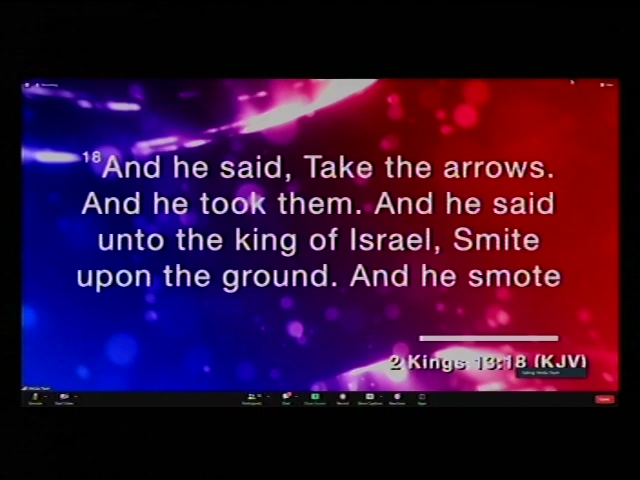 18And he said, Take the arrows.
And he took them. And he said
unto the king of Israel, Smite
upon the ground. And he smote
2 Kings 13:18 (KJV)